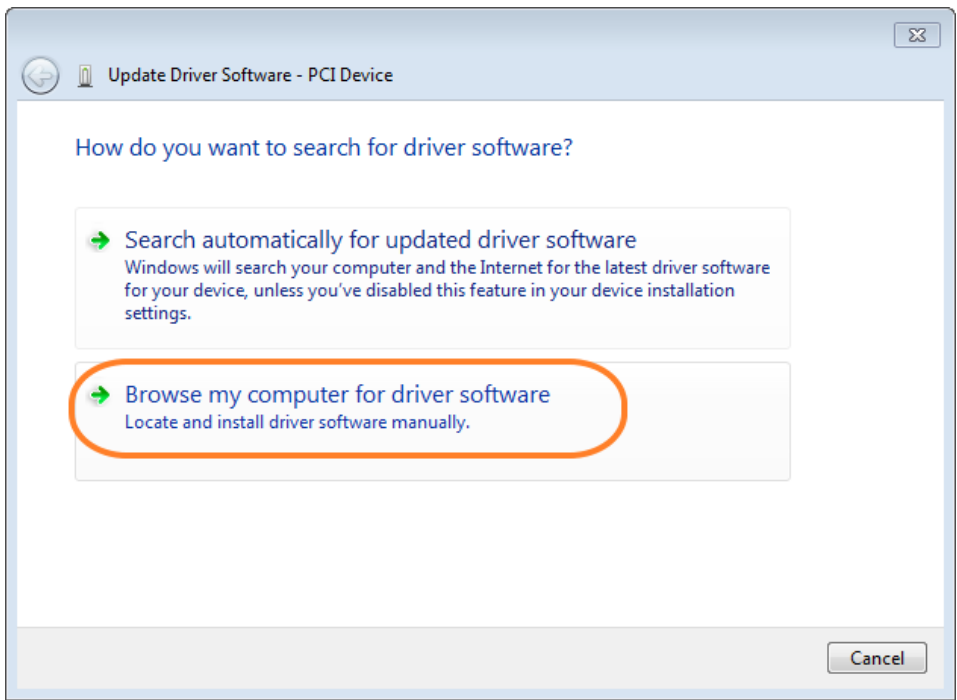 Update Driver Software - PCI Device
How do you want to search for driver software?
Search automatically for updated driver software
Windows will search your computer and the Internet for the latest driver software
for your device, unless you've disabled this feature in your device installation
settings.
Browse my computer for driver software
Locate and install driver software manually.
Cancel